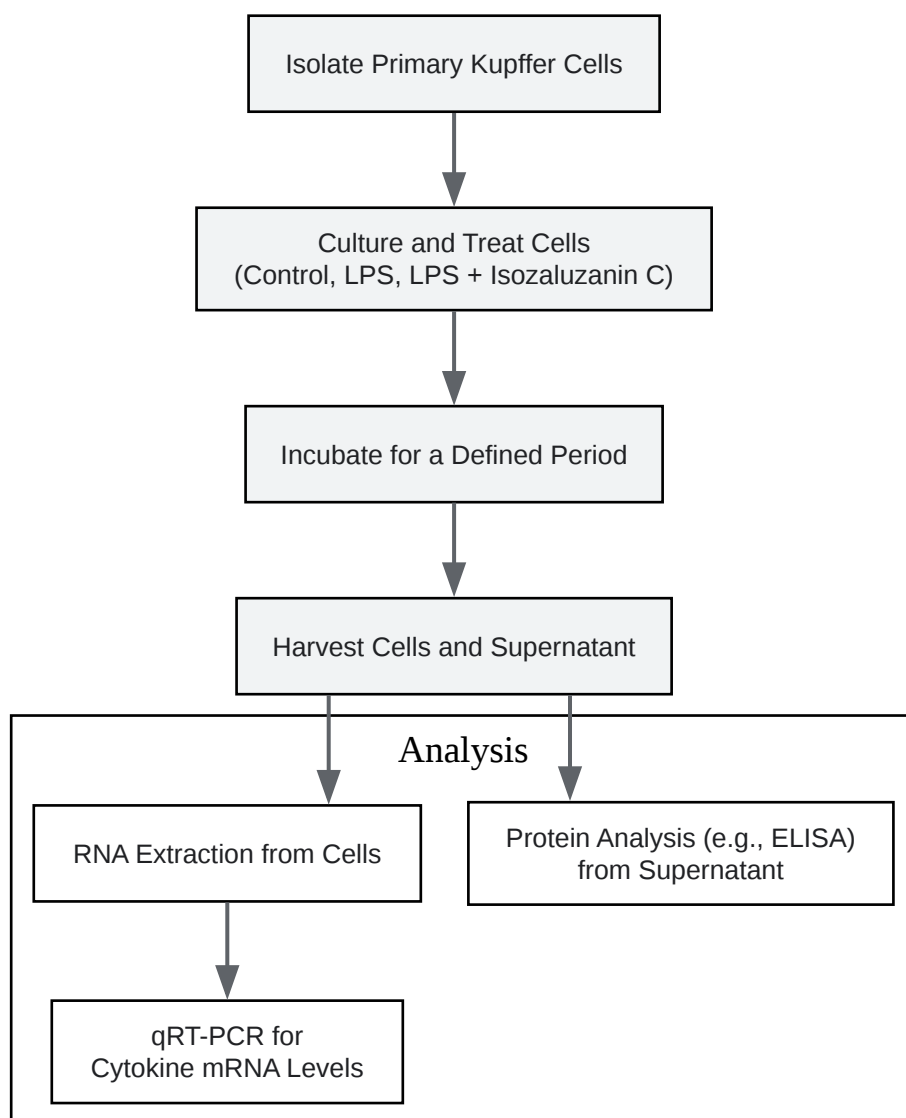 Isolate Primary Kupffer Cells
Culture and Treat Cells
(Control, LPS, LPS + Isozaluzanin C)
Incubate for a Defined Period
Harvest Cells and Supernatant
Analysis
RNA Extraction from Cells
Protein Analysis (e.g., ELISA)
from Supernatant
qRT-PCR for
Cytokine mRNA Levels